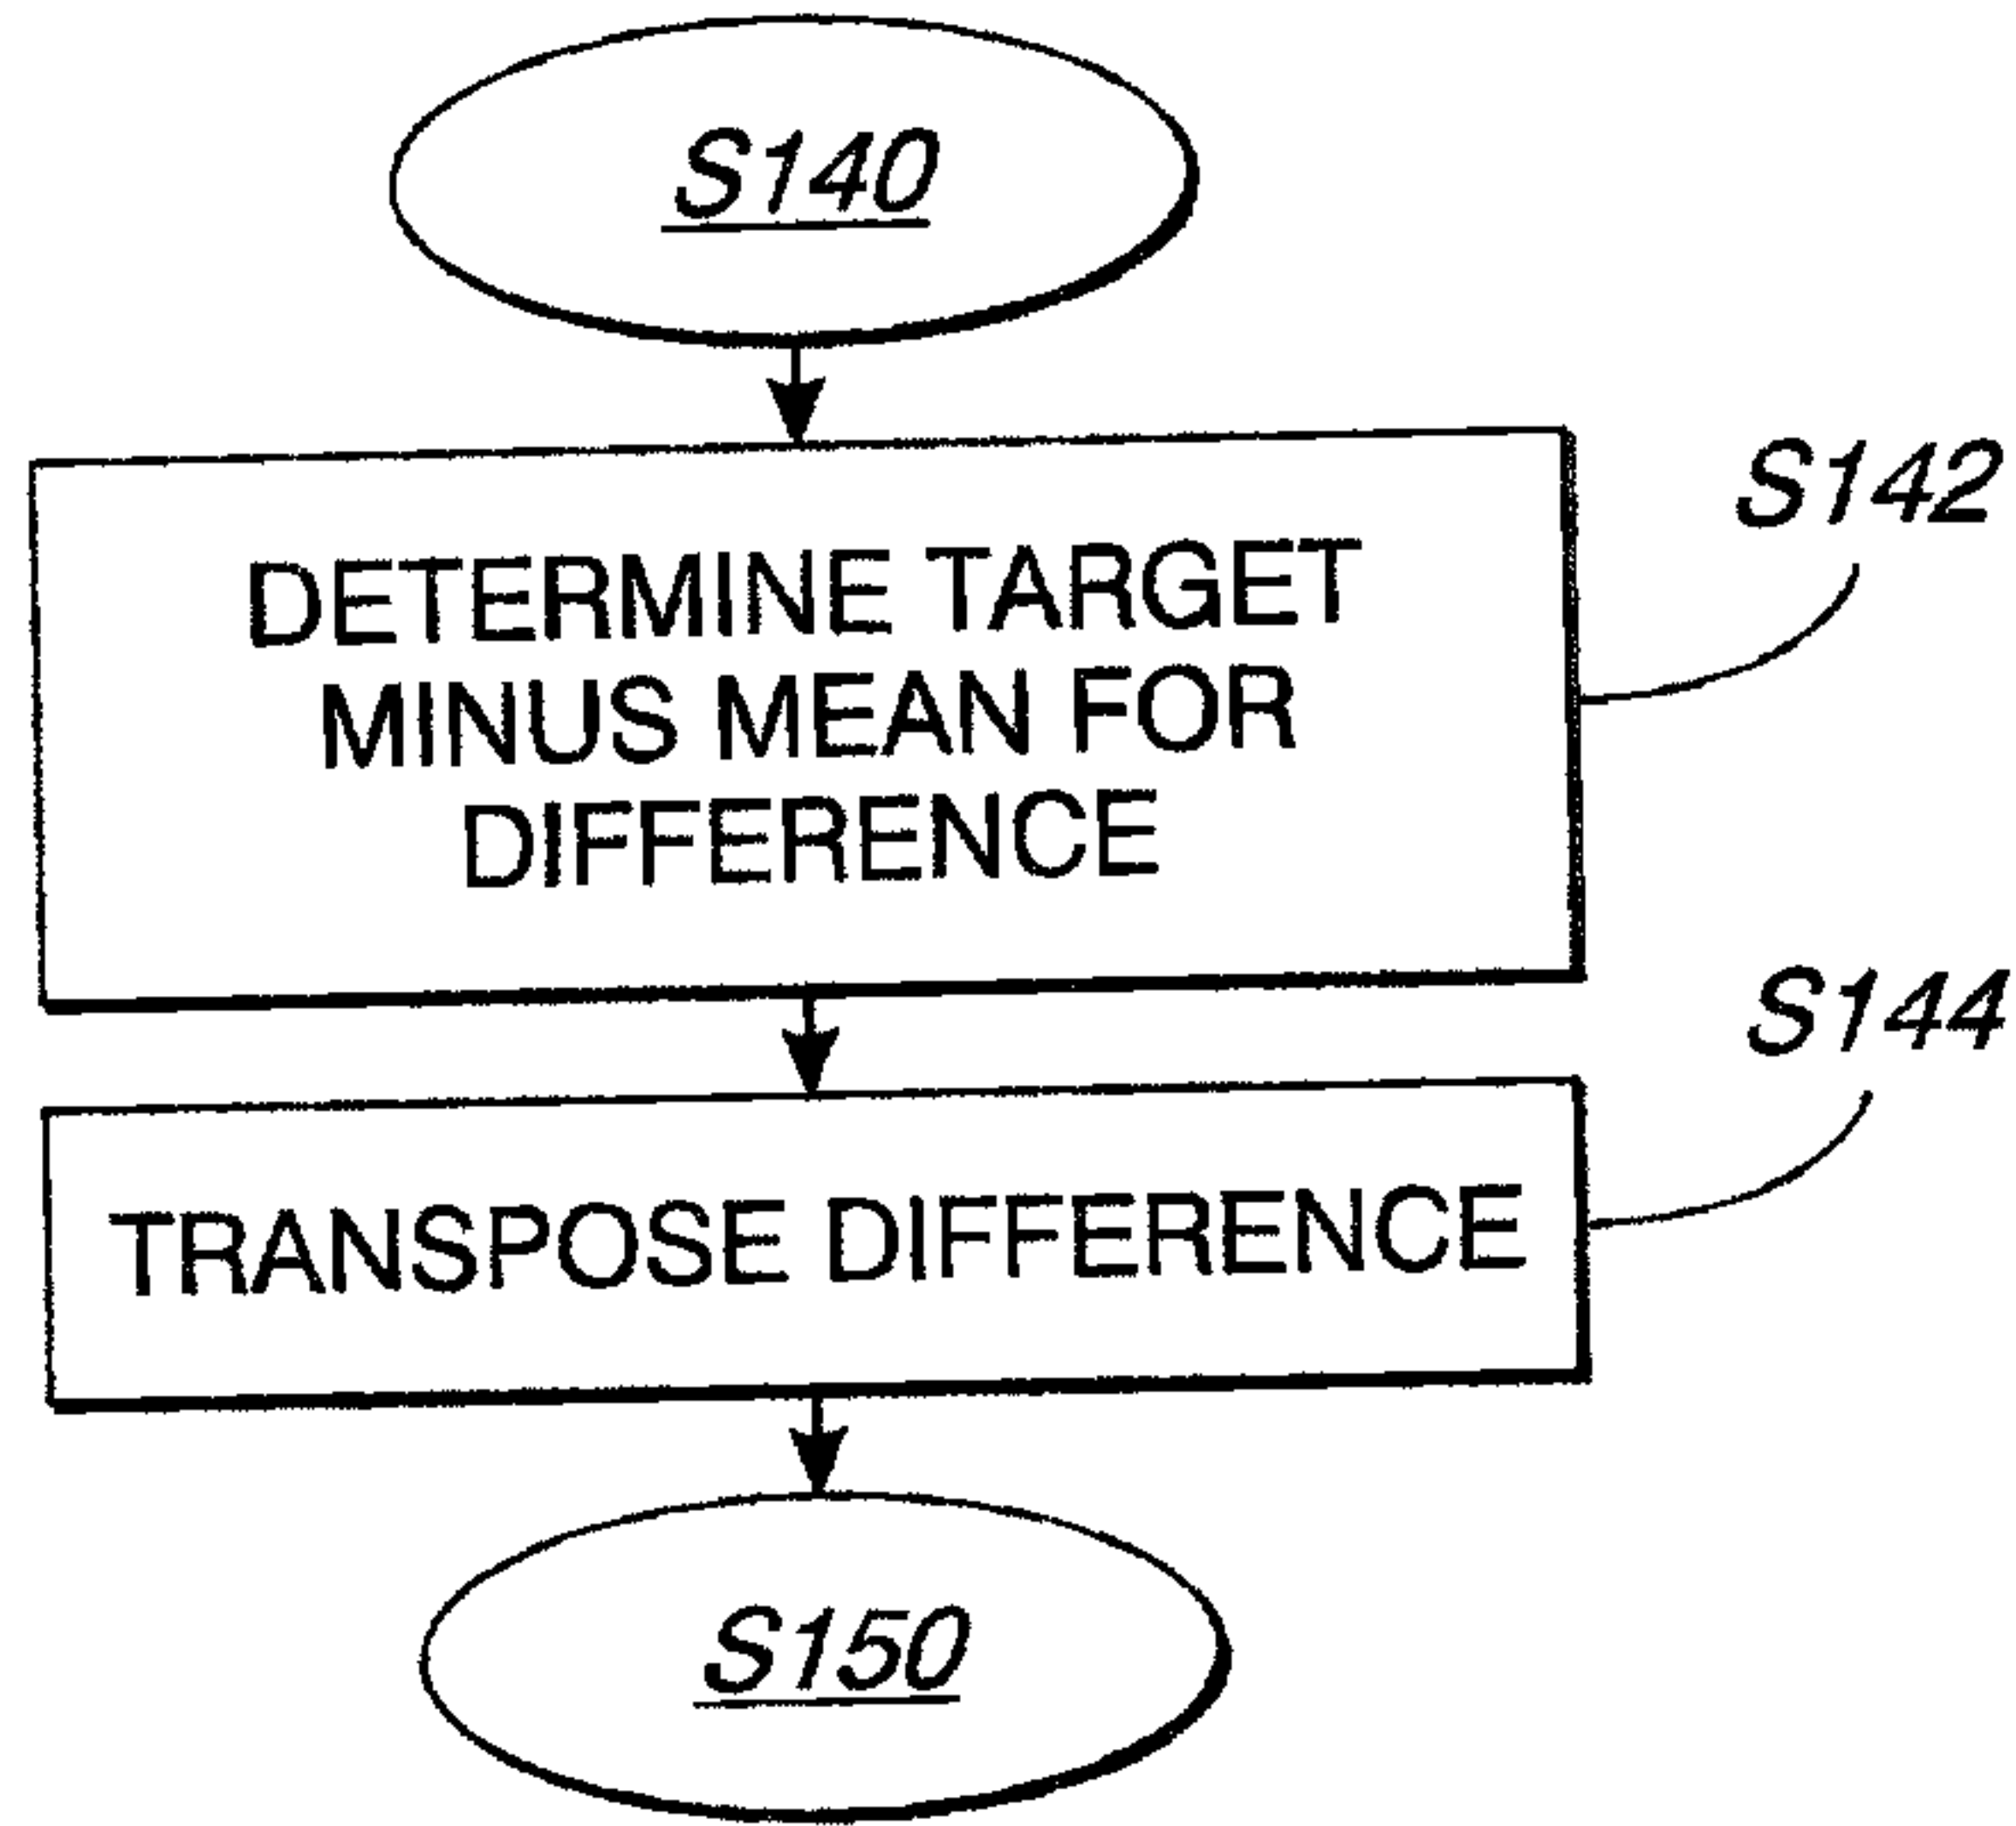 S140
S142
DETERMINE TARGET
MINUS MEAN FOR
DIFFERENCE
S144
TRANSPOSE DIFFERENCE
S150